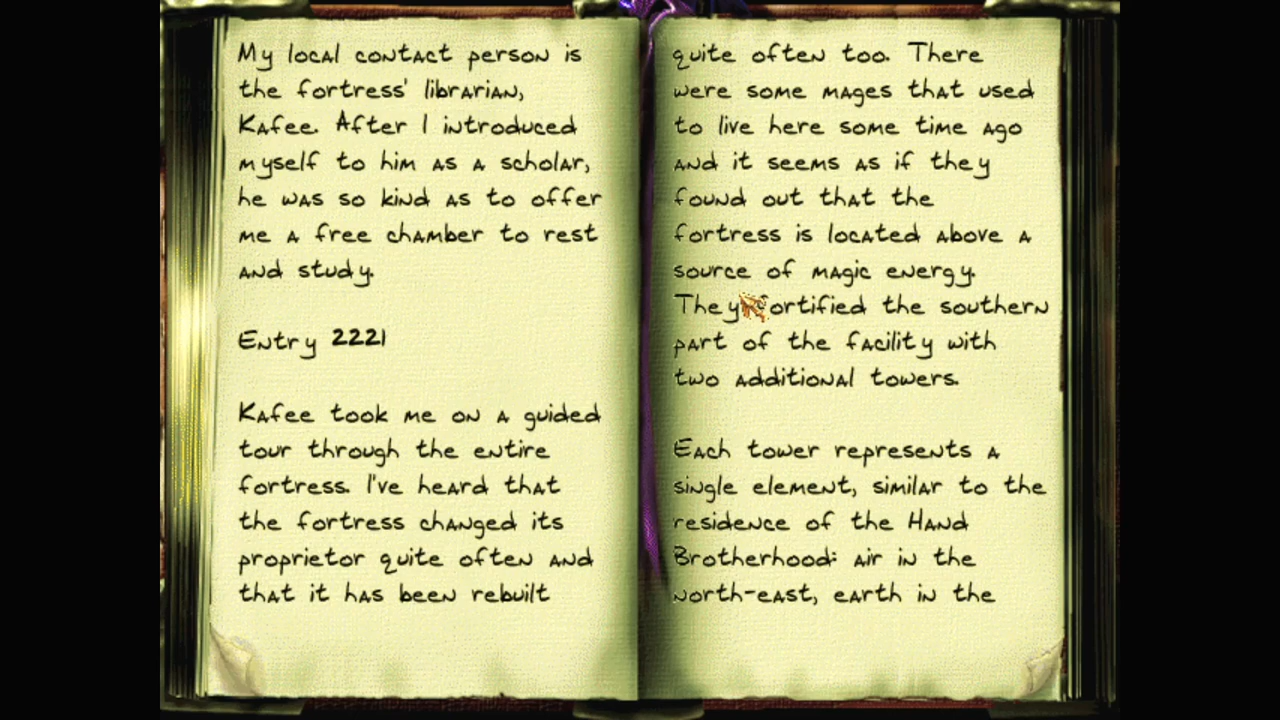 My local contact person is
the fortress' librarian,
Kafee. After I introduced
myself to him as a scholar,
he was so kind as to offer
me a free chamber to rest
and study.
Entry 2221
Kafee took me on a guided
tour through the entire
fortress. I've heard that
the fortress changed its
proprietor quite often and
that it has been rebuilt
quite often too. There
were some mages that used
to live here some time ago
and it seems as if they
found out that the
fortress is located above a
source of magic energy.
They fortified the southern
part of the facility with
two additional towers.
Each tower represents a
single element, similar to the
residence of the Hand
Brotherhood: air in the
north-east, earth in the